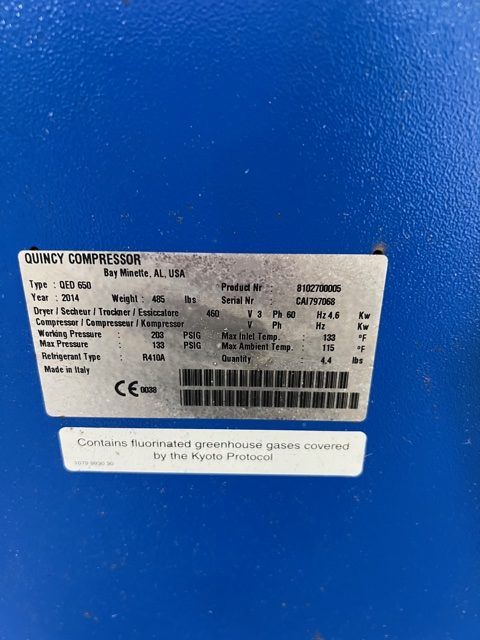 QUINCY COMPRESSOR
Bay Minette, AL, USA
Type : QED 650 Product Nr : 8102700005
Year : 2014 Weight : 485 lbs Serial Nr : CAI797068
Dryer / Secheur / Trockner / Essiccatore 460 V 3 Ph 60 Hz 4,6 Kw
Compressor / Compresseur / Kompressor V Ph Hz Kw
Working Pressure : 203 PSIG Max Inlet Temp. : 133 °F
Max Pressure : 133 PSIG Max Ambient Temp. : 115 °F
Refrigerant Type : R410A Quantity : 4,4 lbs
Made in Italy
CE 0038
Contains fluorinated greenhouse gases covered
by the Kyoto Protocol